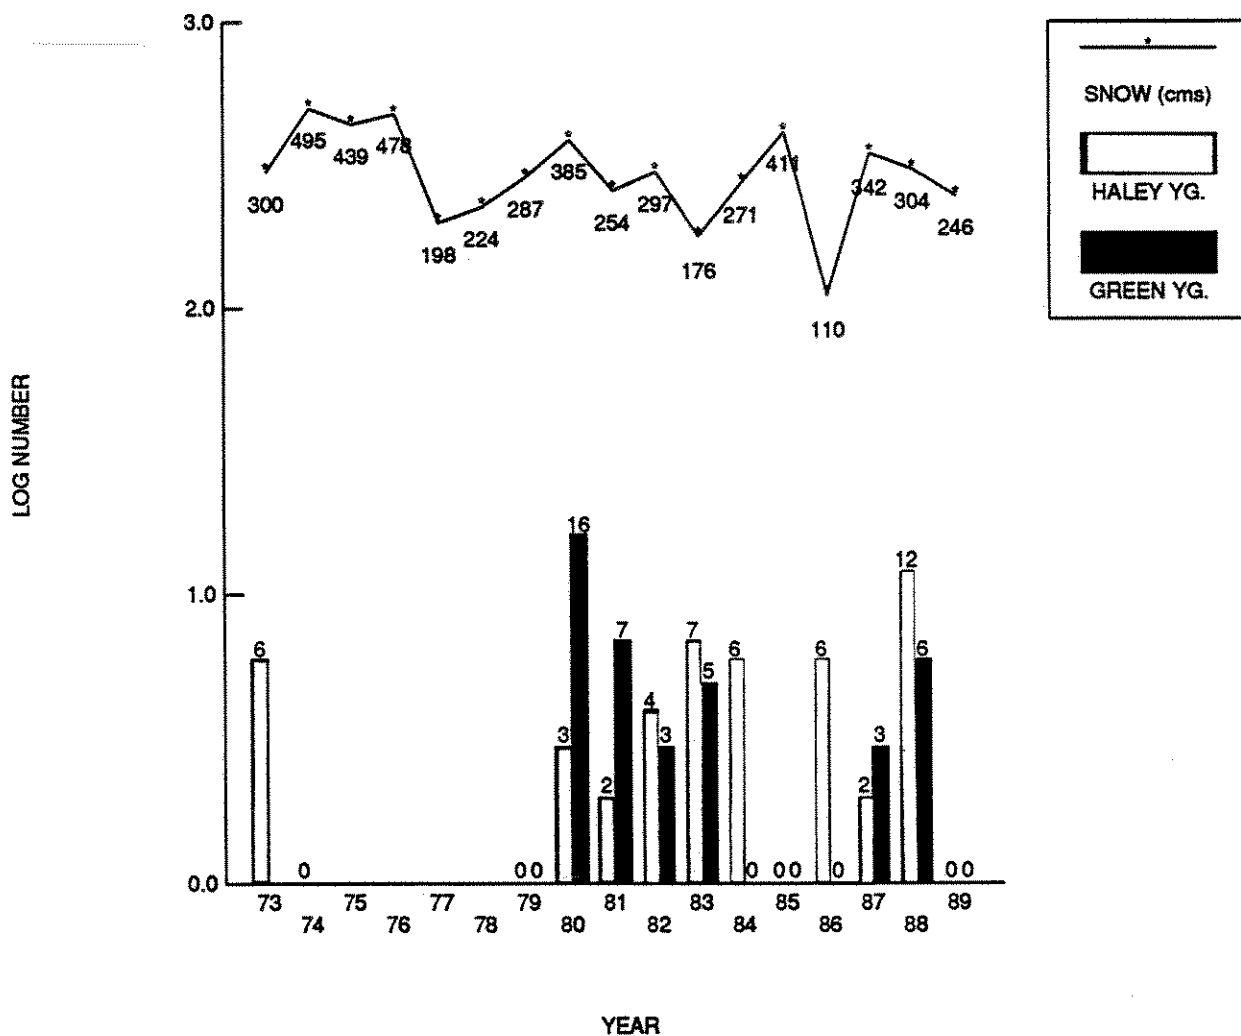 3.0
2.0
1.0
0.0
LOG NUMBER
300 495 439 478 198 224 287 385 254 297 176 271 411 110 342 304 246
6 0 0 0 3 16 2 7 4 3 7 5 6 0 0 0 6 0 2 3 12 6 0 0
73 75 77 79 81 83 85 87 89
74 76 78 80 82 84 86 88
YEAR
SNOW (cms)
HALEY YG.
GREEN YG.